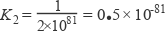 K₂ = 1/(2×10⁸¹) = 0•5 × 10⁻⁸¹